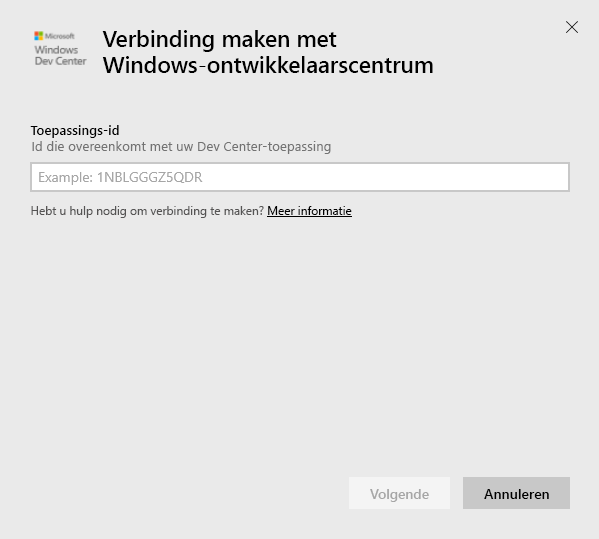 Microsoft
Windows
Dev Center
Verbinding maken met
Windows-ontwikkelaarscentrum
Toepassings-id
Id die overeenkomt met uw Dev Center-toepassing
Example: 1NBLGGGZ5QDR
Hebt u hulp nodig om verbinding te maken? Meer informatie
Volgende
Annuleren